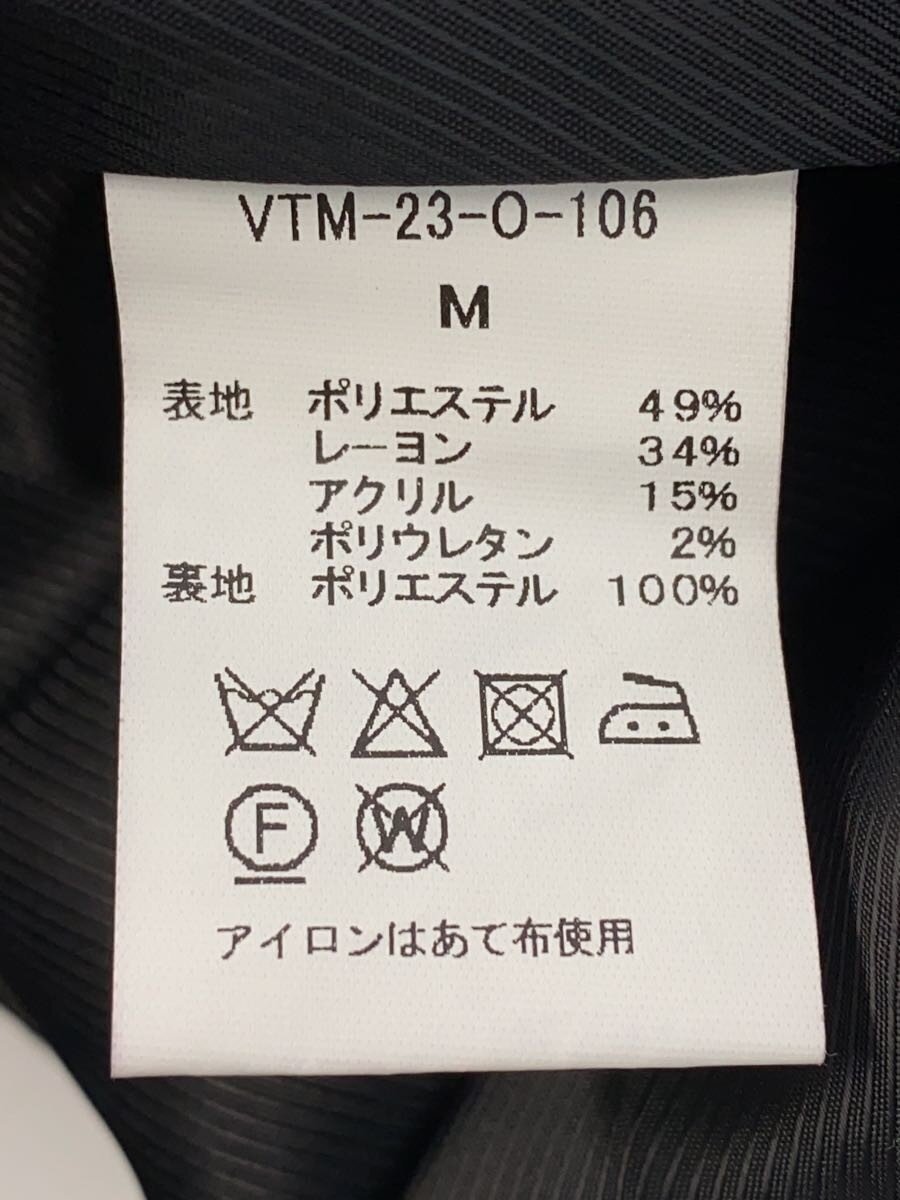 VTM-23-O-106
M
表地 ポリエステル 49%
レーヨン 34%
アクリル 15%
ポリウレタン 2%
裏地 ポリエステル 100%
F W
アイロンはあて布使用